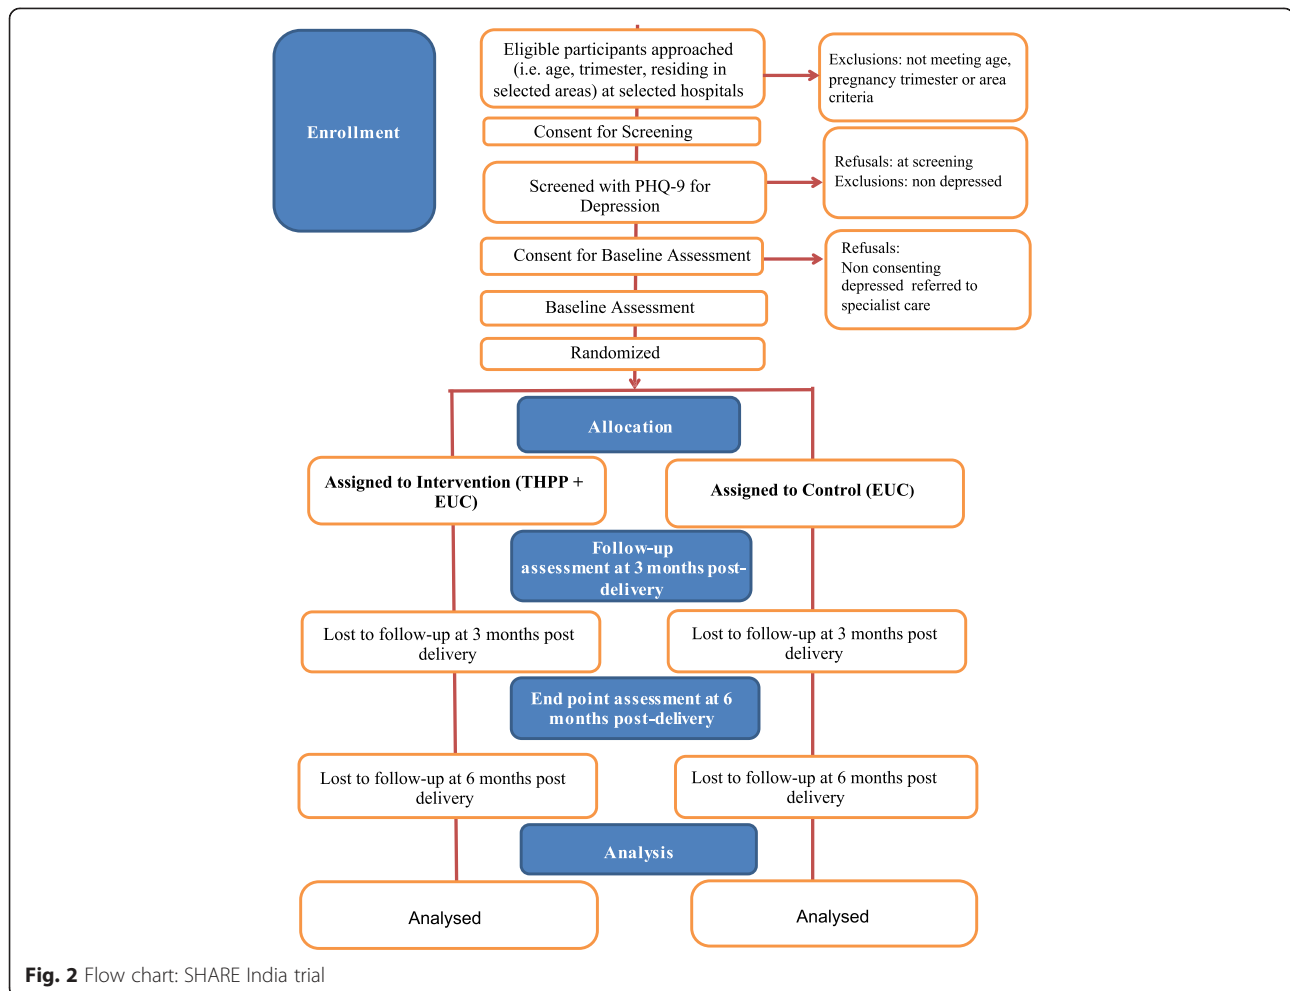 Enrollment
Eligible participants approached
(i.e. age, trimester, residing in
selected areas) at selected hospitals
Exclusions: not meeting age,
pregnancy trimester or area
criteria
Consent for Screening
Screened with PHQ-9 for
Depression
Refusals: at screening
Exclusions: non depressed
Consent for Baseline Assessment
Refusals:
Non consenting
depressed referred to
specialist care
Baseline Assessment
Randomized
Allocation
Assigned to Intervention (THPP +
EUC)
Assigned to Control (EUC)
Follow-up
assessment at 3 months post-
delivery
Lost to follow-up at 3 months post
delivery
Lost to follow-up at 3 months post
delivery
End point assessment at 6
months post-delivery
Lost to follow-up at 6 months post
delivery
Lost to follow-up at 6 months post
delivery
Analysis
Analysed
Analysed
Fig. 2 Flow chart: SHARE India trial